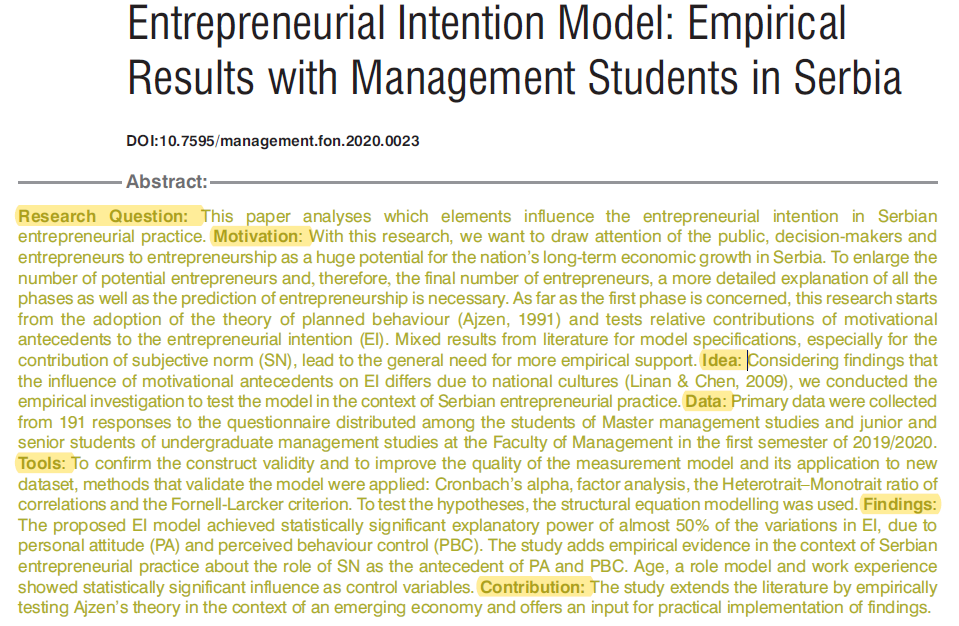 Entrepreneurial Intention Model: Empirical
Results with Management Students in Serbia
DOI:10.7595/management.fon.2020.0023
Abstract:
Research Question: This paper analyses which elements influence the entrepreneurial intention in Serbian
entrepreneurial practice. Motivation: With this research, we want to draw attention of the public, decision-makers and
entrepreneurs to entrepreneurship as a huge potential for the nation's long-term economic growth in Serbia. To enlarge the
number of potential entrepreneurs and, therefore, the final number of entrepreneurs, a more detailed explanation of all the
phases as well as the prediction of entrepreneurship is necessary. As far as the first phase is concerned, this research starts
from the adoption of the theory of planned behaviour (Ajzen, 1991) and tests relative contributions of motivational
antecedents to the entrepreneurial intention (EI). Mixed results from literature for model specifications, especially for the
contribution of subjective norm (SN), lead to the general need for more empirical support. Idea: Considering findings that
the influence of motivational antecedents on EI differs due to national cultures (Linan & Chen, 2009), we conducted the
empirical investigation to test the model in the context of Serbian entrepreneurial practice. Data: Primary data were collected
from 191 responses to the questionnaire distributed among the students of Master management studies and junior and
senior students of undergraduate management studies at the Faculty of Management in the first semester of 2019/2020.
Tools: To confirm the construct validity and to improve the quality of the measurement model and its application to new
dataset, methods that validate the model were applied: Cronbach's alpha, factor analysis, the Heterotrait–Monotrait ratio of
correlations and the Fornell-Larcker criterion. To test the hypotheses, the structural equation modelling was used. Findings:
The proposed EI model achieved statistically significant explanatory power of almost 50% of the variations in EI, due to
personal attitude (PA) and perceived behaviour control (PBC). The study adds empirical evidence in the context of Serbian
entrepreneurial practice about the role of SN as the antecedent of PA and PBC. Age, a role model and work experience
showed statistically significant influence as control variables. Contribution: The study extends the literature by empirically
testing Ajzen's theory in the context of an emerging economy and offers an input for practical implementation of findings.